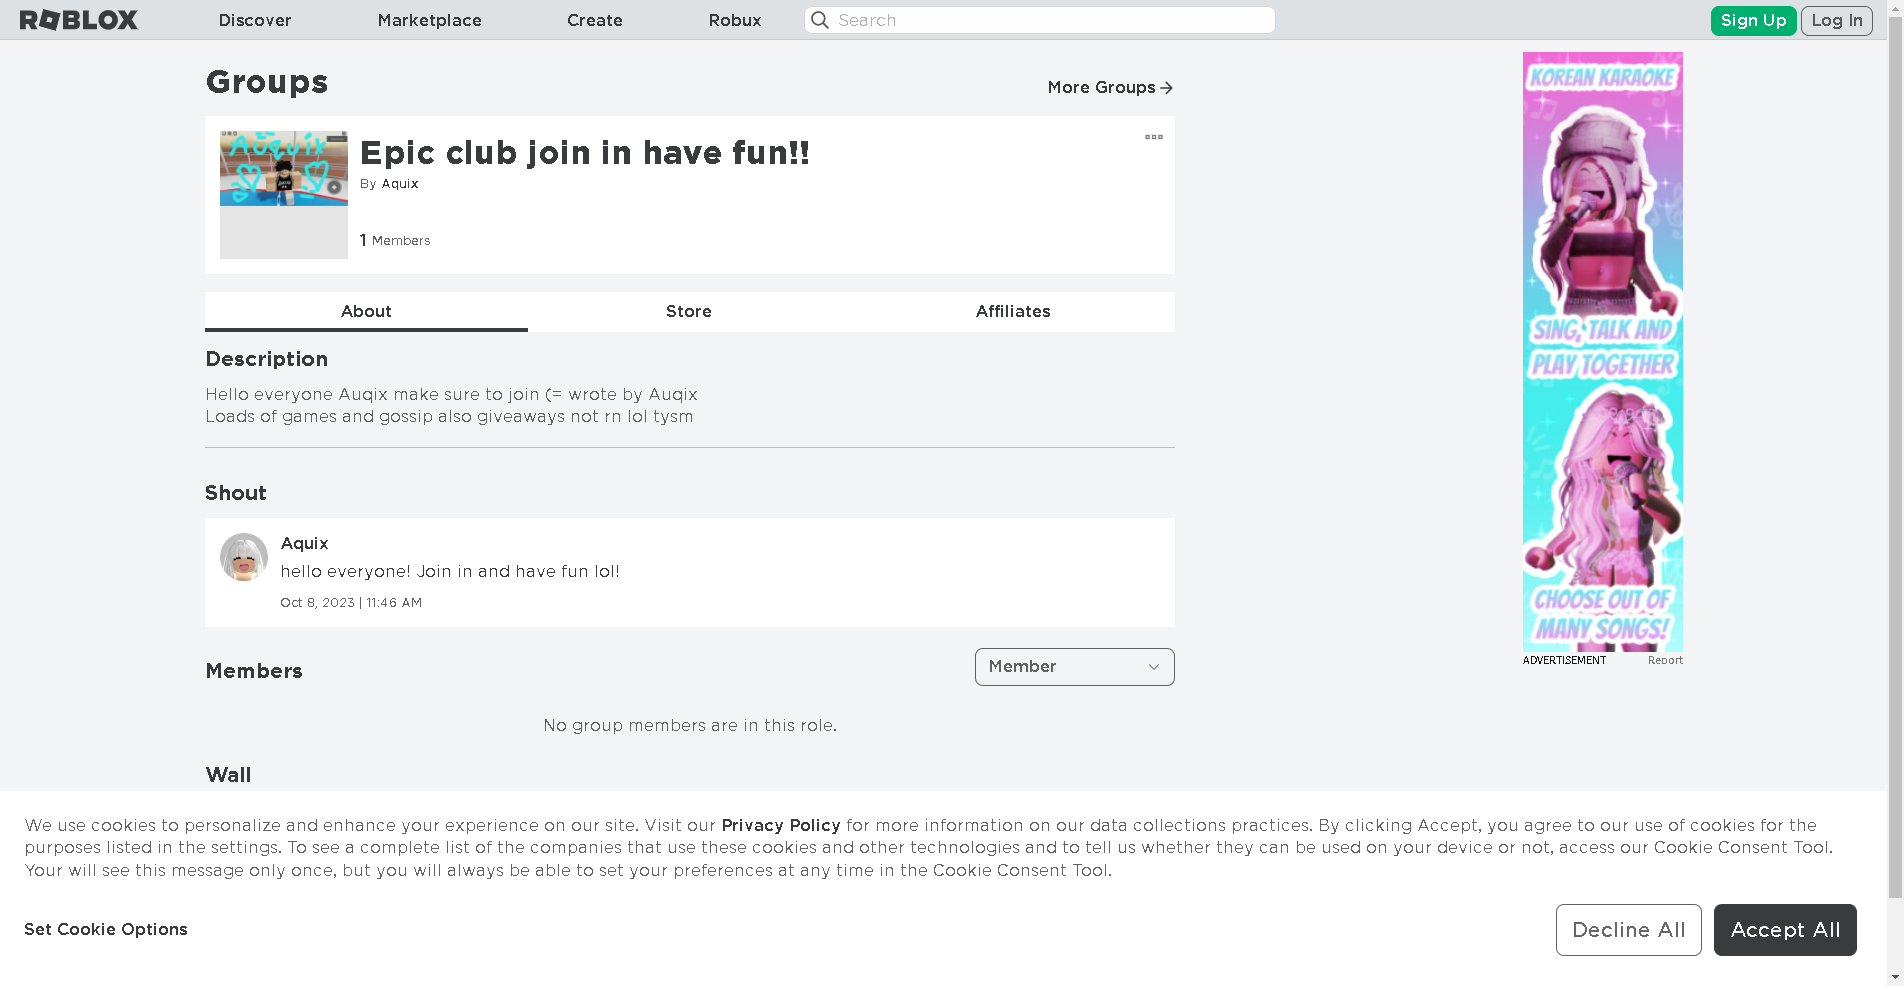 ROBLOX
Discover
Marketplace
Create
Robux
Search
Sign Up
Log In
Groups
More Groups
Auquix
Epic club join in have fun!!
By Aquix
1 Members
About
Store
Affiliates
Description
Hello everyone Auqix make sure to join (= wrote by Auqix
Loads of games and gossip also giveaways not rn lol tysm
Shout
Aquix
hello everyone! Join in and have fun lol!
Oct 8, 2023 | 11:46 AM
Members
Member
No group members are in this role.
Wall
KOREAN KARAOKE
SING, TALK AND
PLAY TOGETHER
CHOOSE OUT OF
MANY SONGS!
ADVERTISEMENT
Report
We use cookies to personalize and enhance your experience on our site. Visit our Privacy Policy for more information on our data collections practices. By clicking Accept, you agree to our use of cookies for the
purposes listed in the settings. To see a complete list of the companies that use these cookies and other technologies and to tell us whether they can be used on your device or not, access our Cookie Consent Tool.
Your will see this message only once, but you will always be able to set your preferences at any time in the Cookie Consent Tool.
Set Cookie Options
Decline All
Accept All